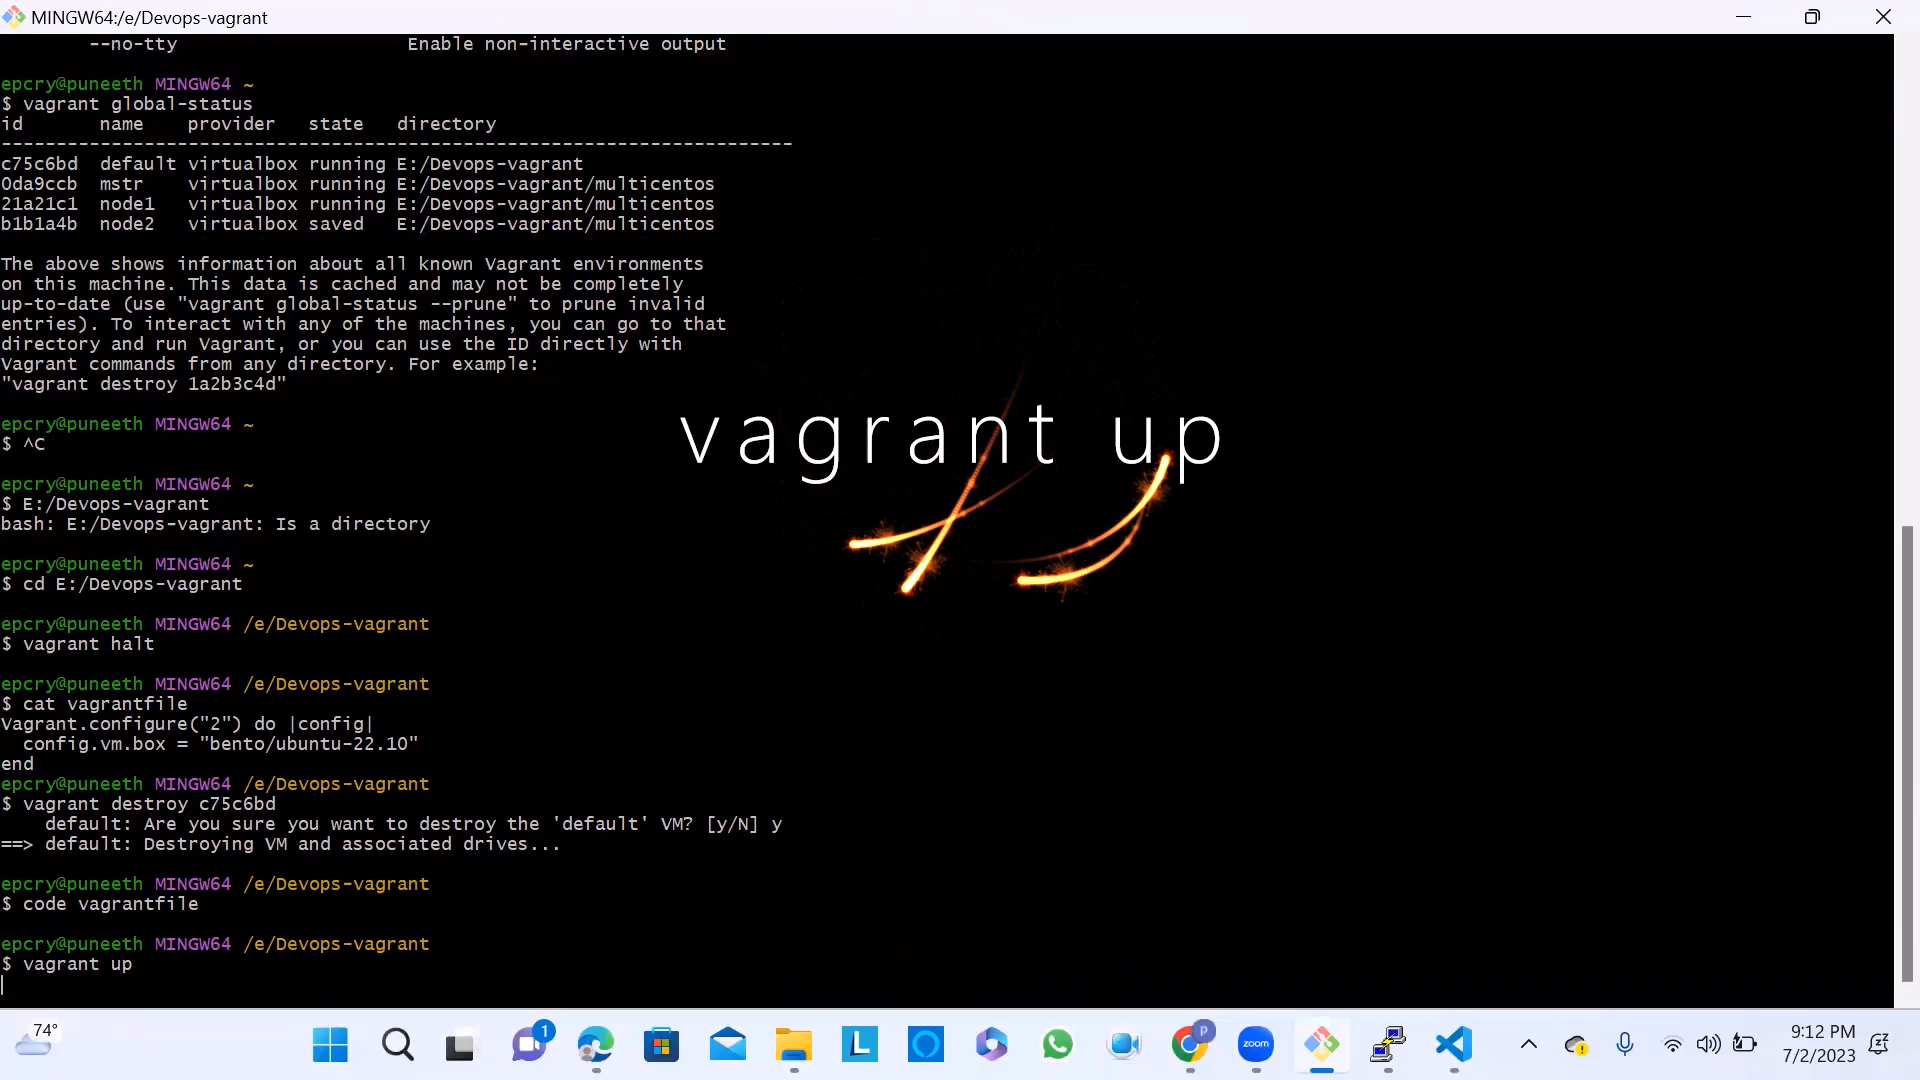 MINGW64:/e/Devops-vagrant
--no-tty Enable non-interactive output
epcry@puneeth MINGW64 ~
$ vagrant global-status
id name provider state directory
------------------------------------------------------------------------
c75c6bd default virtualbox running E:/Devops-vagrant
0da9ccb mstr virtualbox running E:/Devops-vagrant/multicentos
21a21c1 node1 virtualbox running E:/Devops-vagrant/multicentos
b1b1a4b node2 virtualbox saved E:/Devops-vagrant/multicentos
The above shows information about all known Vagrant environments
on this machine. This data is cached and may not be completely
up-to-date (use "vagrant global-status --prune" to prune invalid
entries). To interact with any of the machines, you can go to that
directory and run Vagrant, or you can use the ID directly with
Vagrant commands from any directory. For example:
"vagrant destroy 1a2b3c4d"
epcry@puneeth MINGW64 ~
$ ^C
vagrant up
epcry@puneeth MINGW64 ~
$ E:/Devops-vagrant
bash: E:/Devops-vagrant: Is a directory
epcry@puneeth MINGW64 ~
$ cd E:/Devops-vagrant
epcry@puneeth MINGW64 /e/Devops-vagrant
$ vagrant halt
epcry@puneeth MINGW64 /e/Devops-vagrant
$ cat vagrantfile
Vagrant.configure("2") do |config|
config.vm.box = "bento/ubuntu-22.10"
end
epcry@puneeth MINGW64 /e/Devops-vagrant
$ vagrant destroy c75c6bd
default: Are you sure you want to destroy the 'default' VM? [y/N] y
==> default: Destroying VM and associated drives...
epcry@puneeth MINGW64 /e/Devops-vagrant
$ code vagrantfile
epcry@puneeth MINGW64 /e/Devops-vagrant
$ vagrant up
74°
1
L
P
zoom
9:12 PM
7/2/2023